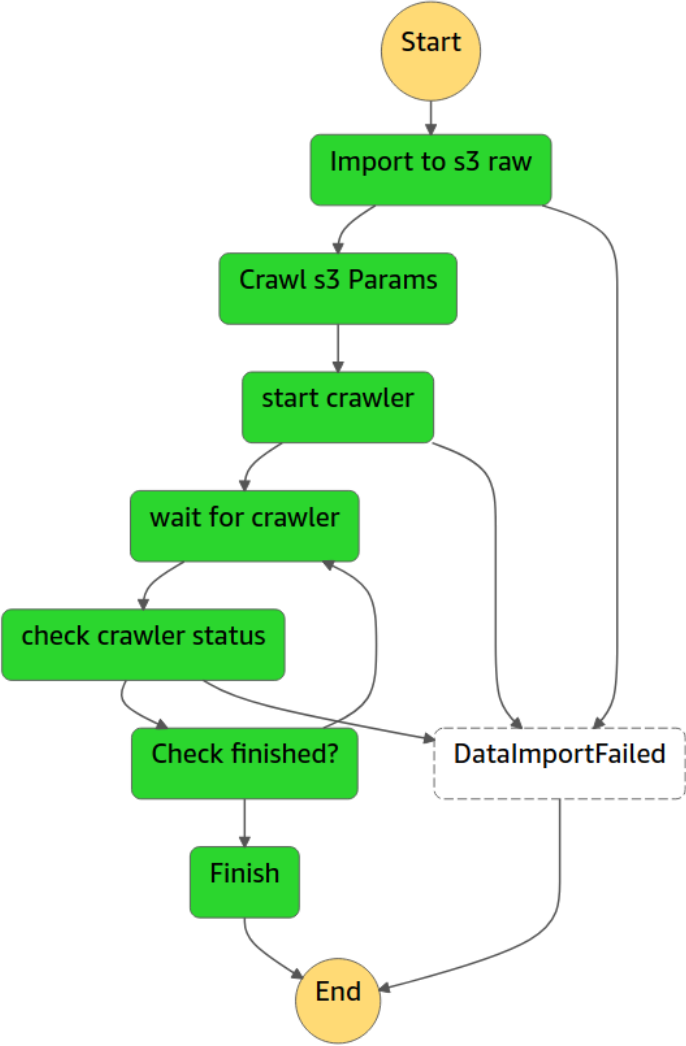 Start
Import to s3 raw
Crawl s3 Params
start crawler
wait for crawler
check crawler status
Check finished?
DataImportFailed
Finish
End